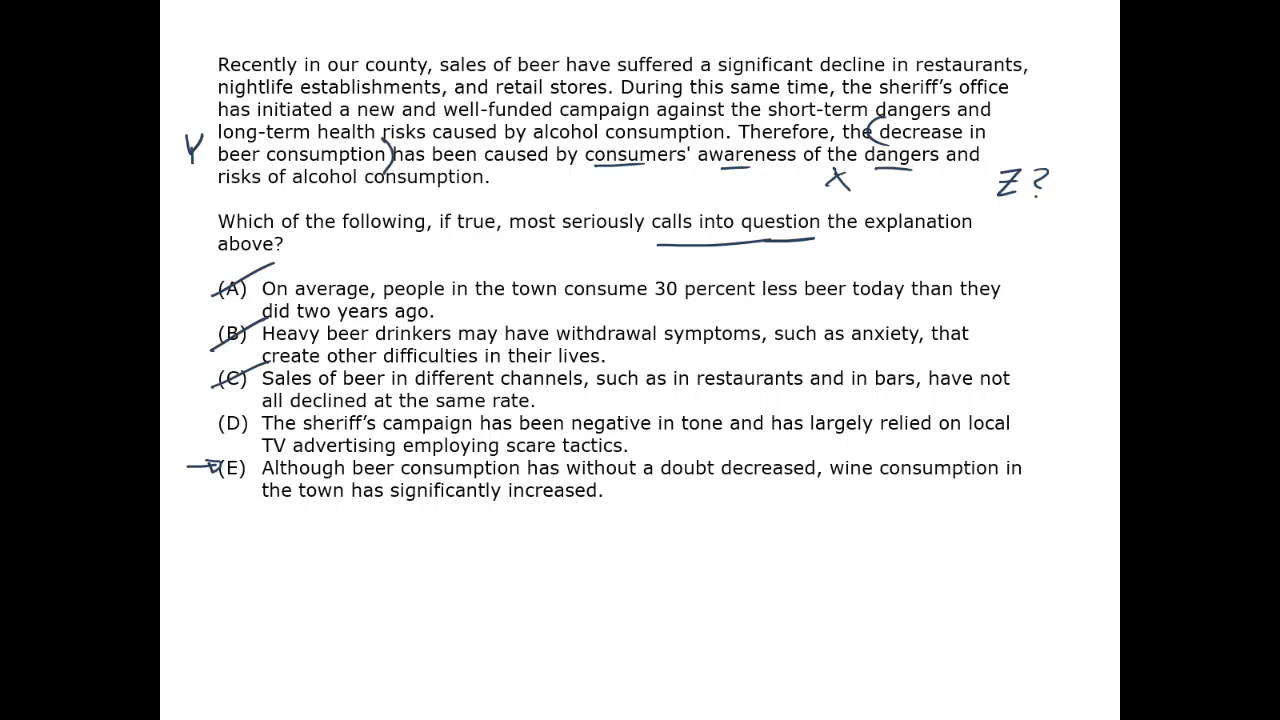 Recently in our county, sales of beer have suffered a significant decline in restaurants,
nightlife establishments, and retail stores. During this same time, the sheriff’s office
has initiated a new and well-funded campaign against the short-term dangers and
long-term health risks caused by alcohol consumption. Therefore, the decrease in
Y beer consumption has been caused by consumers' awareness of the dangers and
risks of alcohol consumption.
X Z?
Which of the following, if true, most seriously calls into question the explanation
above?
(A) On average, people in the town consume 30 percent less beer today than they
did two years ago.
(B) Heavy beer drinkers may have withdrawal symptoms, such as anxiety, that
create other difficulties in their lives.
(C) Sales of beer in different channels, such as in restaurants and in bars, have not
all declined at the same rate.
(D) The sheriff’s campaign has been negative in tone and has largely relied on local
TV advertising employing scare tactics.
(E) Although beer consumption has without a doubt decreased, wine consumption in
the town has significantly increased.